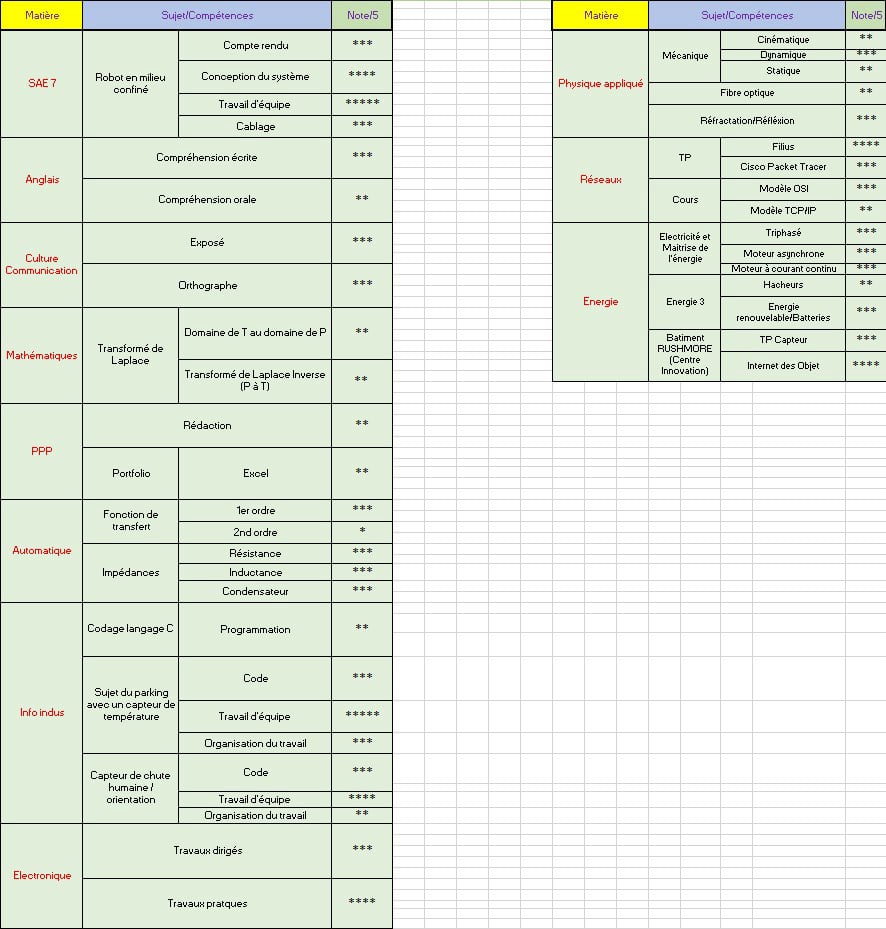 Matière Sujet/Compétences Note/5
SAE 7
Robot en milieu
confiné
Compte rendu ***
Conception du système ****
Travail d'équipe *****
Cablage ***
Anglais
Compréhension écrite ***
Compréhension orale **
Culture
Communication
Exposé ***
Orthographe ***
Mathématiques
Transformé de
Laplace
Domaine de T au domaine de P **
Transformé de Laplace Inverse
(P à T) **
PPP
Rédaction **
Portfolio Excel **
Automatique
Fonction de
transfert
1er ordre ***
2nd ordre *
Impédances
Résistance ***
Inductance ***
Condensateur ***
Info indus
Codage langage C Programmation **
Sujet du parking
avec un capteur de
température
Code ***
Travail d'équipe *****
Organisation du travail ***
Capteur de chute
humaine /
orientation
Code ***
Travail d'équipe ****
Organisation du travail **
Electronique
Travaux dirigés ***
Travaux pratques ****
Matière Sujet/Compétences Note/5
Physique appliqué
Mécanique
Cinématique **
Dynamique ***
Statique **
Fibre optique **
Réfractation/Réfléxion ***
Réseaux
TP
Filius ****
Cisco Packet Tracer ***
Cours
Modèle OSI ***
Modèle TCP/IP **
Energie
Electricité et
Maitrise de
l'énergie
Triphasé ***
Moteur asynchrone ***
Moteur à courant continu ***
Energie 3
Hacheurs **
Energie
renouvelable/Batteries ***
Batiment
RUSHMORE
(Centre
Innovation)
TP Capteur ***
Internet des Objet ****